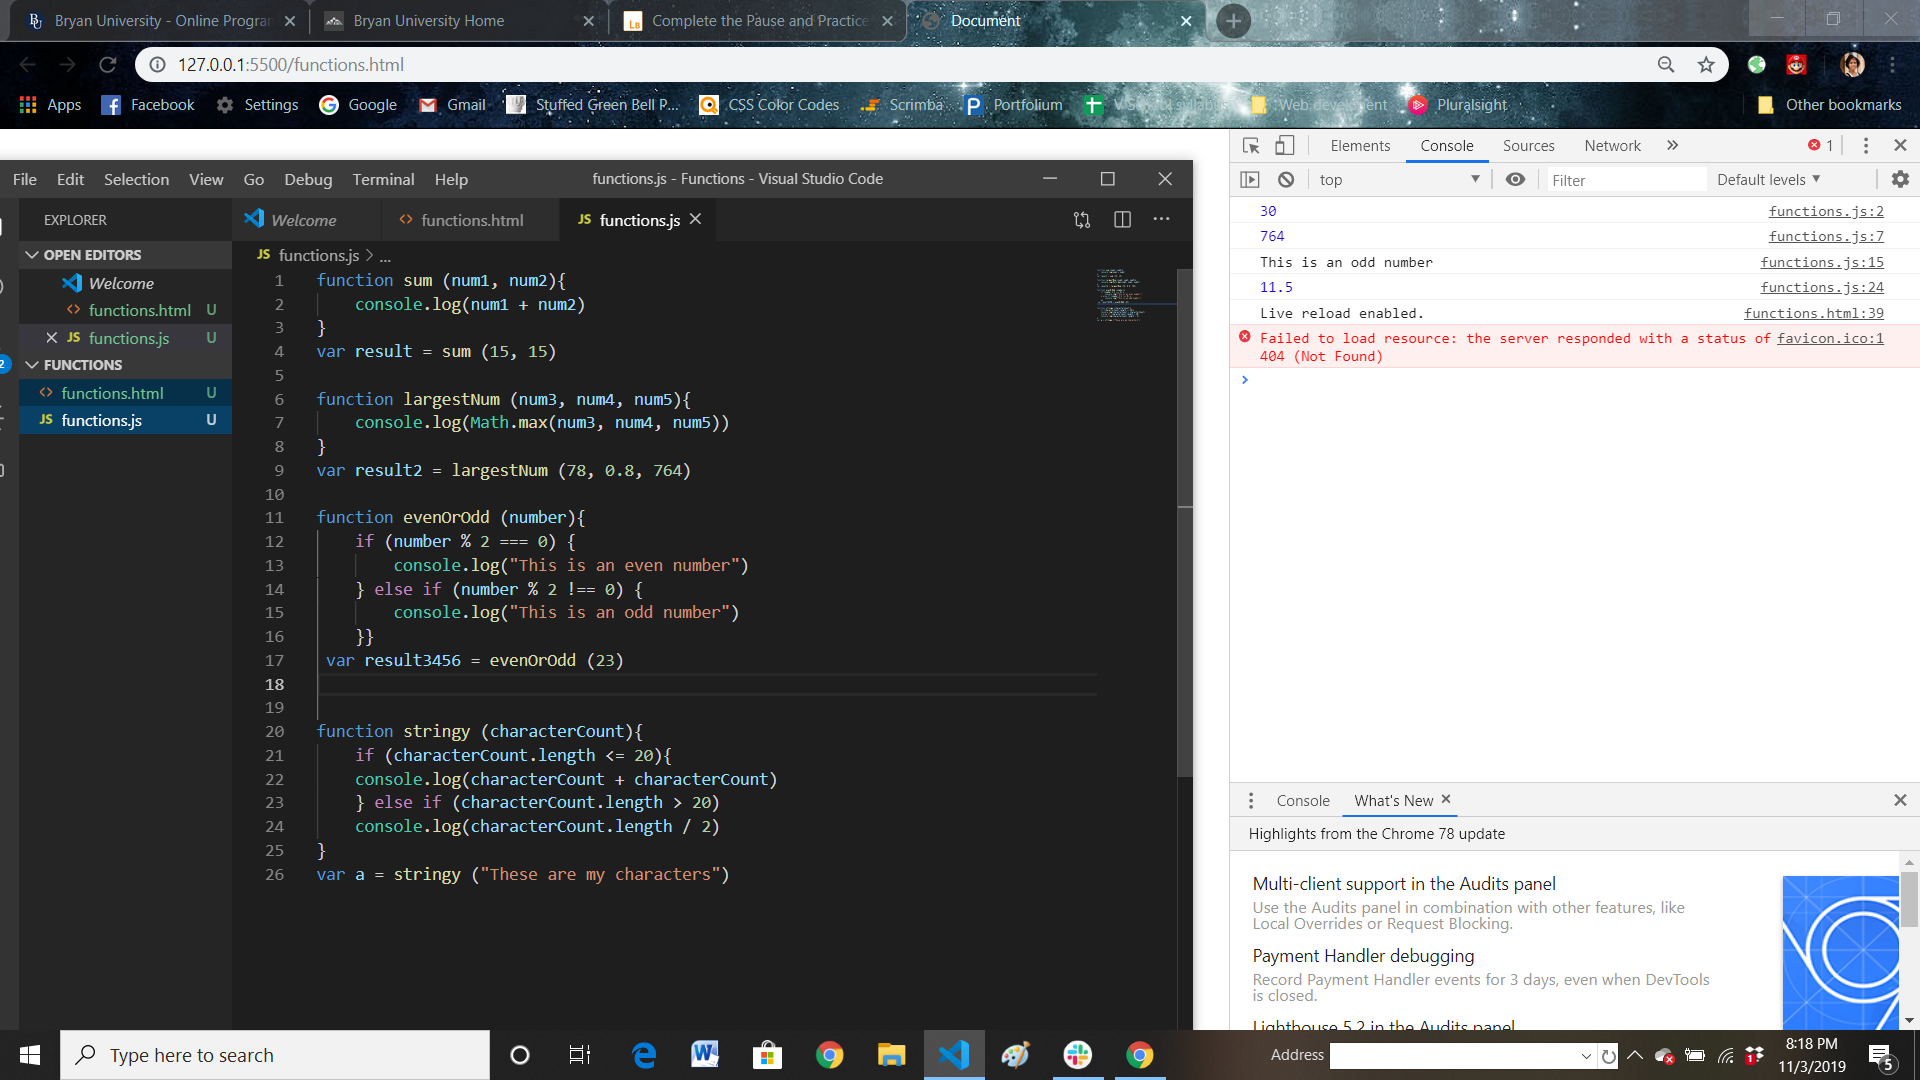 Bryan University - Online Program
Bryan University Home
Complete the Pause and Practice
Document
127.0.0.1:5500/functions.html
Apps
Facebook
Settings
Google
Gmail
Stuffed Green Bell P...
CSS Color Codes
Scrimba
Portfolium
V School syllabus
Web development
Pluralsight
Other bookmarks
File Edit Selection View Go Debug Terminal Help
functions.js - Functions - Visual Studio Code
EXPLORER
OPEN EDITORS
Welcome
functions.html U
JS functions.js U
FUNCTIONS
functions.html U
JS functions.js U
Welcome
functions.html
JS functions.js
JS functions.js > ...
1 function sum (num1, num2){
2 console.log(num1 + num2)
3 }
4 var result = sum (15, 15)
5
6 function largestNum (num3, num4, num5){
7 console.log(Math.max(num3, num4, num5))
8 }
9 var result2 = largestNum (78, 0.8, 764)
10
11 function evenOrOdd (number){
12 if (number % 2 === 0) {
13 console.log("This is an even number")
14 } else if (number % 2 !== 0) {
15 console.log("This is an odd number")
16 }}
17 var result3456 = evenOrOdd (23)
18
19
20 function stringy (characterCount){
21 if (characterCount.length <= 20){
22 console.log(characterCount + characterCount)
23 } else if (characterCount.length > 20)
24 console.log(characterCount.length / 2)
25 }
26 var a = stringy ("These are my characters")
Elements Console Sources Network » 1
top Filter Default levels
30 functions.js:2
764 functions.js:7
This is an odd number functions.js:15
11.5 functions.js:24
Live reload enabled. functions.html:39
Failed to load resource: the server responded with a status of favicon.ico:1
404 (Not Found)
Console What's New
Highlights from the Chrome 78 update
Multi-client support in the Audits panel
Use the Audits panel in combination with other features, like
Local Overrides or Request Blocking.
Payment Handler debugging
Record Payment Handler events for 3 days, even when DevTools
is closed.
Lighthouse 5.2 in the Audits panel
Type here to search
Address
8:18 PM
11/3/2019
5